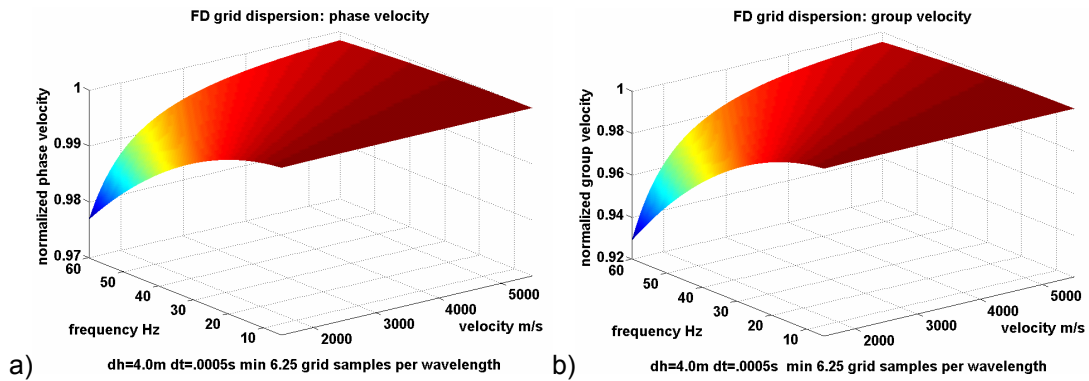 FD grid dispersion: phase velocity
normalized phase velocity
1
0.99
0.98
0.97
60
50
40
30
20
10
frequency Hz
2000
3000
4000
5000
velocity m/s
a)
dh=4.0m dt=.0005s min 6.25 grid samples per wavelength
FD grid dispersion: group velocity
normalized group velocity
1
0.98
0.96
0.94
0.92
60
50
40
30
20
10
frequency Hz
2000
3000
4000
5000
velocity m/s
b)
dh=4.0m dt=.0005s min 6.25 grid samples per wavelength